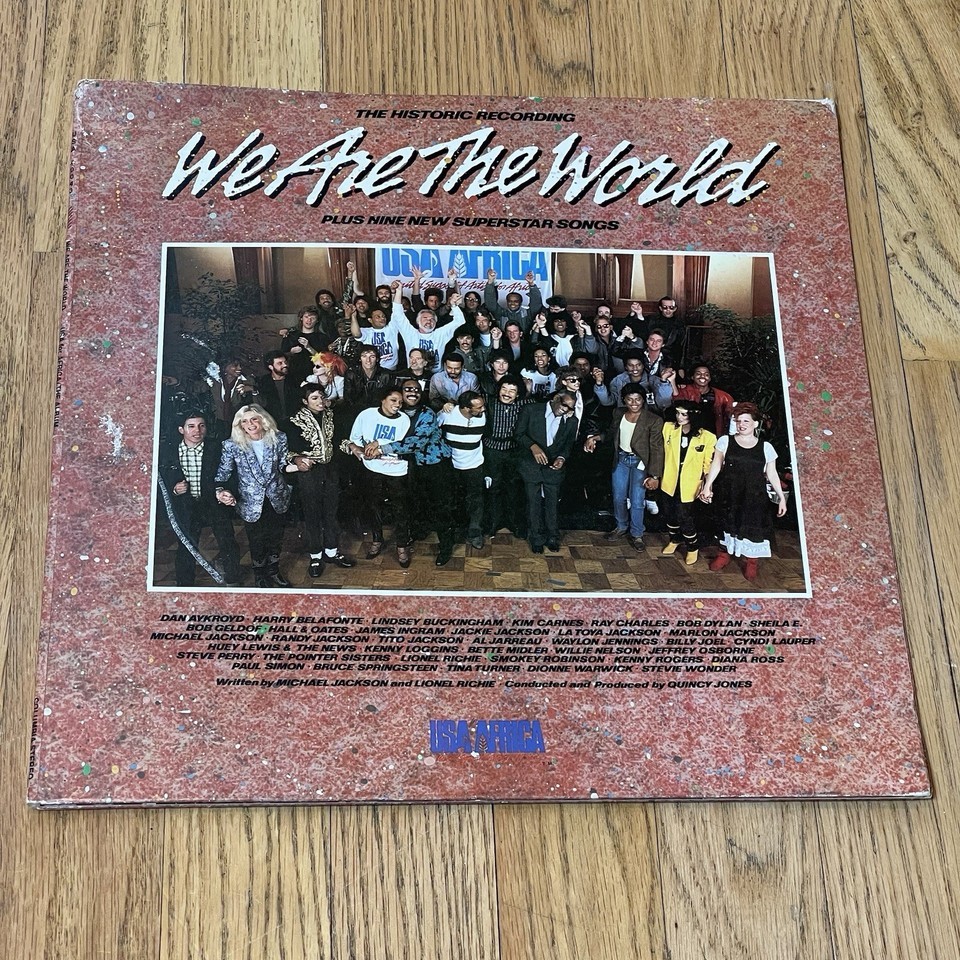 THE HISTORIC RECORDING
We Are The World
PLUS NINE NEW SUPERSTAR SONGS
USA AFRICA
USA
DAN AYKROYD · HARRY BELAFONTE · LINDSEY BUCKINGHAM · KIM CARNES · RAY CHARLES · BOB DYLAN · SHEILA E.
BOB GELDOF · HALL & OATES · JAMES INGRAM · JACKIE JACKSON · LA TOYA JACKSON · MARLON JACKSON
MICHAEL JACKSON · RANDY JACKSON · TITO JACKSON · AL JARREAU · WAYLON JENNINGS · BILLY JOEL · CYNDI LAUPER
HUEY LEWIS & THE NEWS · KENNY LOGGINS · BETTE MIDLER · WILLIE NELSON · JEFFREY OSBORNE
STEVE PERRY · THE POINTER SISTERS · LIONEL RICHIE · SMOKEY ROBINSON · KENNY ROGERS · DIANA ROSS
PAUL SIMON · BRUCE SPRINGSTEEN · TINA TURNER · DIONNE WARWICK · STEVIE WONDER
Written by MICHAEL JACKSON and LIONEL RICHIE · Conducted and Produced by QUINCY JONES
USA AFRICA